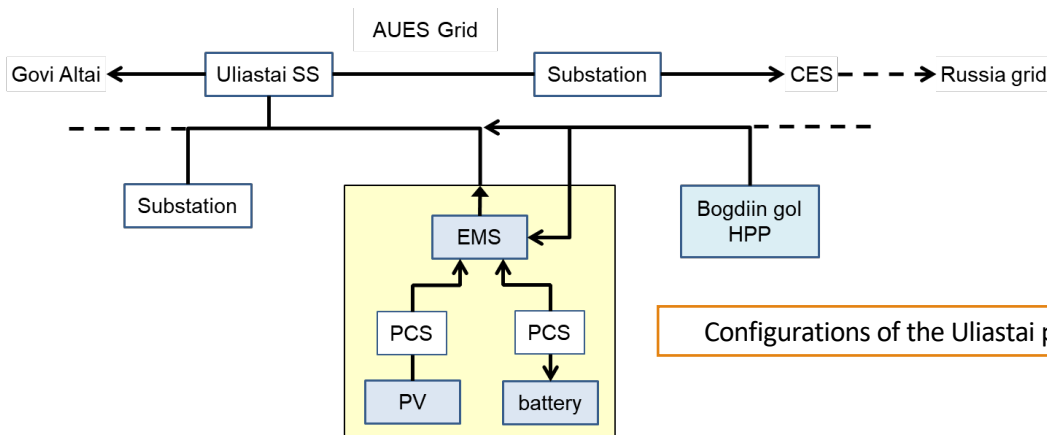 AUES Grid
Govi Altai
Uliastai SS
Substation
CES
Russia grid
Substation
Bogdiin gol
HPP
EMS
PCS
PCS
Configurations of the Uliastai p
PV
battery